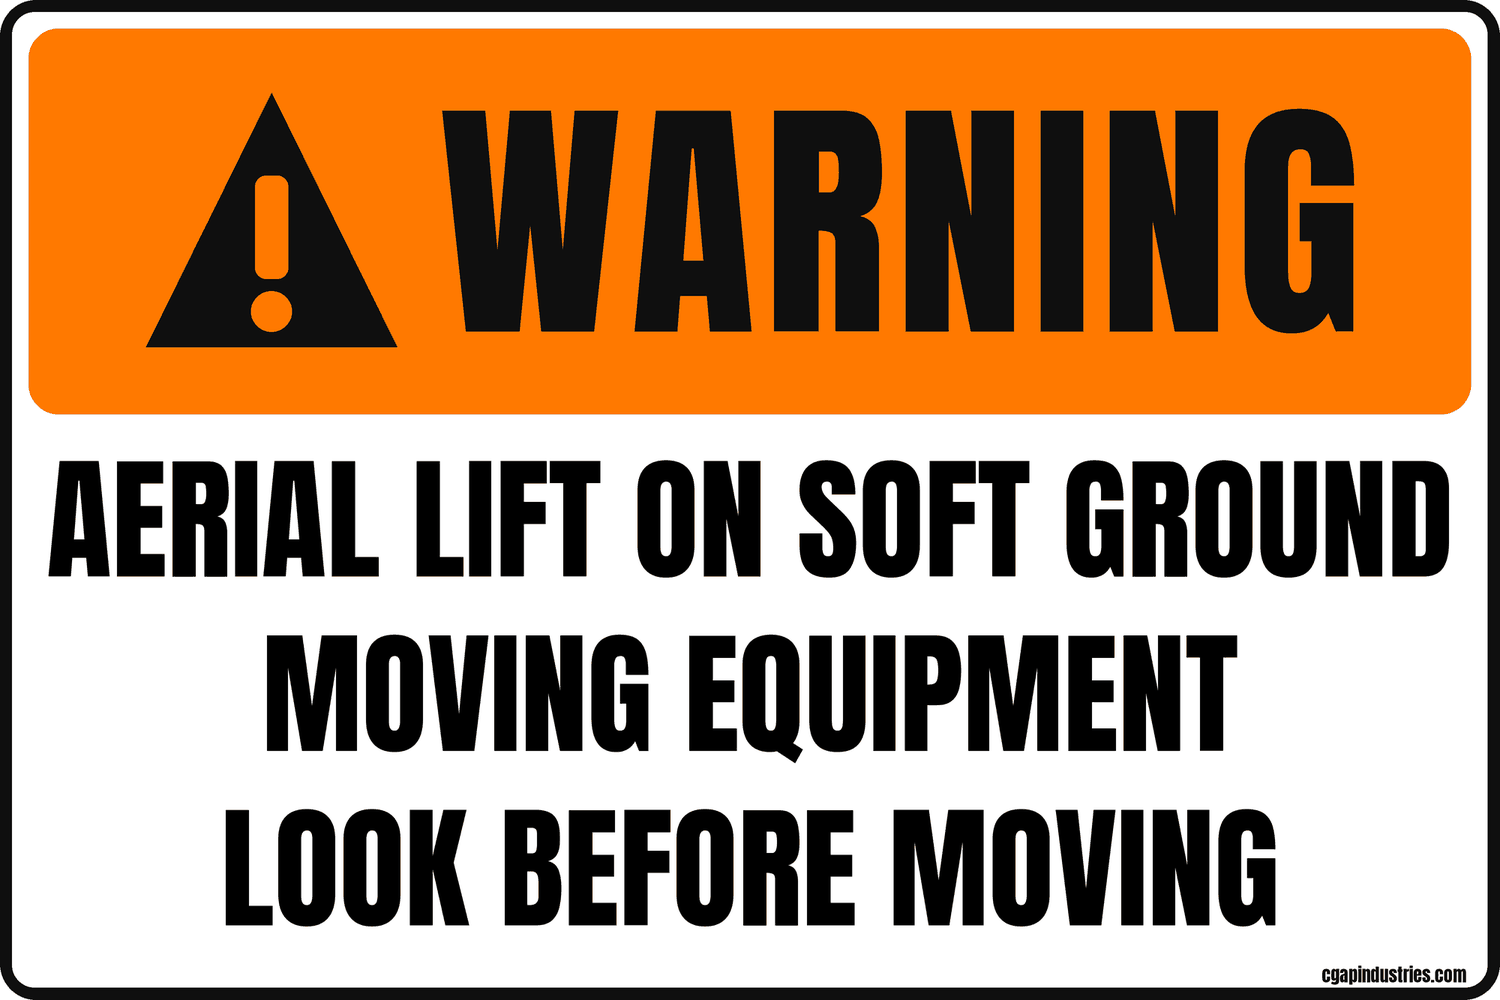 WARNING
AERIAL LIFT ON SOFT GROUND
MOVING EQUIPMENT
LOOK BEFORE MOVING
cgapindustries.com